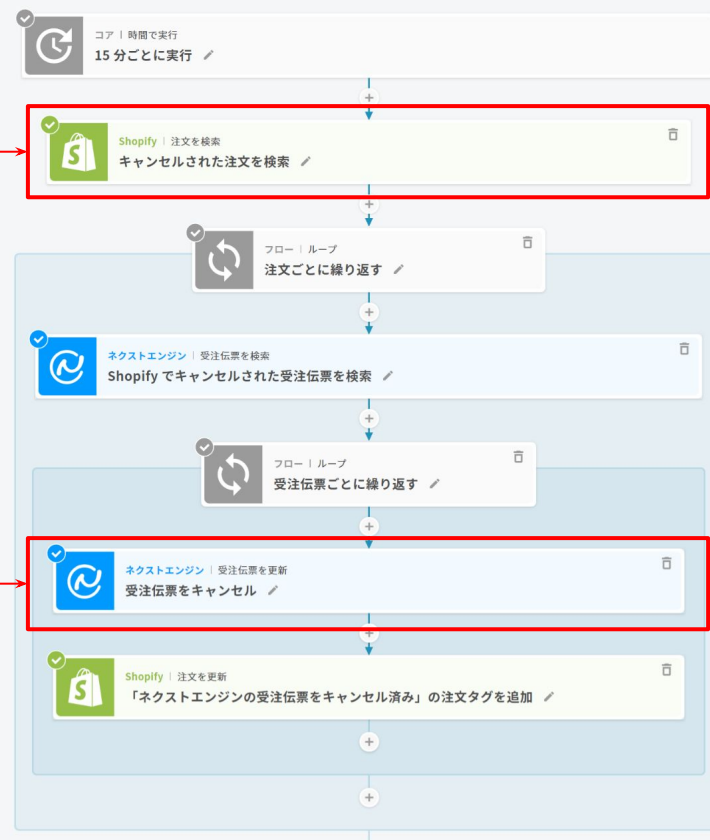 コア | 時間で実行
15 分ごとに実行
Shopify | 注文を検索
キャンセルされた注文を検索
フロー | ループ
注文ごとに繰り返す
ネクストエンジン | 受注伝票を検索
Shopify でキャンセルされた受注伝票を検索
フロー | ループ
受注伝票ごとに繰り返す
ネクストエンジン | 受注伝票を更新
受注伝票をキャンセル
Shopify | 注文を更新
「ネクストエンジンの受注伝票をキャンセル済み」の注文タグを追加